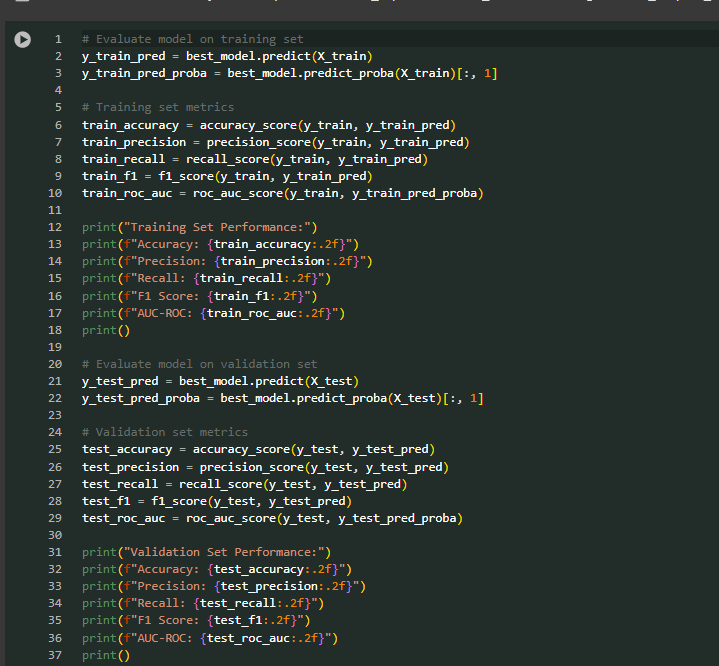 1 # Evaluate model on training set
2 y_train_pred = best_model.predict(X_train)
3 y_train_pred_proba = best_model.predict_proba(X_train)[:, 1]
4
5 # Training set metrics
6 train_accuracy = accuracy_score(y_train, y_train_pred)
7 train_precision = precision_score(y_train, y_train_pred)
8 train_recall = recall_score(y_train, y_train_pred)
9 train_f1 = f1_score(y_train, y_train_pred)
10 train_roc_auc = roc_auc_score(y_train, y_train_pred_proba)
11
12 print("Training Set Performance:")
13 print(f"Accuracy: {train_accuracy:.2f}")
14 print(f"Precision: {train_precision:.2f}")
15 print(f"Recall: {train_recall:.2f}")
16 print(f"F1 Score: {train_f1:.2f}")
17 print(f"AUC-ROC: {train_roc_auc:.2f}")
18 print()
19
20 # Evaluate model on validation set
21 y_test_pred = best_model.predict(X_test)
22 y_test_pred_proba = best_model.predict_proba(X_test)[:, 1]
23
24 # Validation set metrics
25 test_accuracy = accuracy_score(y_test, y_test_pred)
26 test_precision = precision_score(y_test, y_test_pred)
27 test_recall = recall_score(y_test, y_test_pred)
28 test_f1 = f1_score(y_test, y_test_pred)
29 test_roc_auc = roc_auc_score(y_test, y_test_pred_proba)
30
31 print("Validation Set Performance:")
32 print(f"Accuracy: {test_accuracy:.2f}")
33 print(f"Precision: {test_precision:.2f}")
34 print(f"Recall: {test_recall:.2f}")
35 print(f"F1 Score: {test_f1:.2f}")
36 print(f"AUC-ROC: {test_roc_auc:.2f}")
37 print()